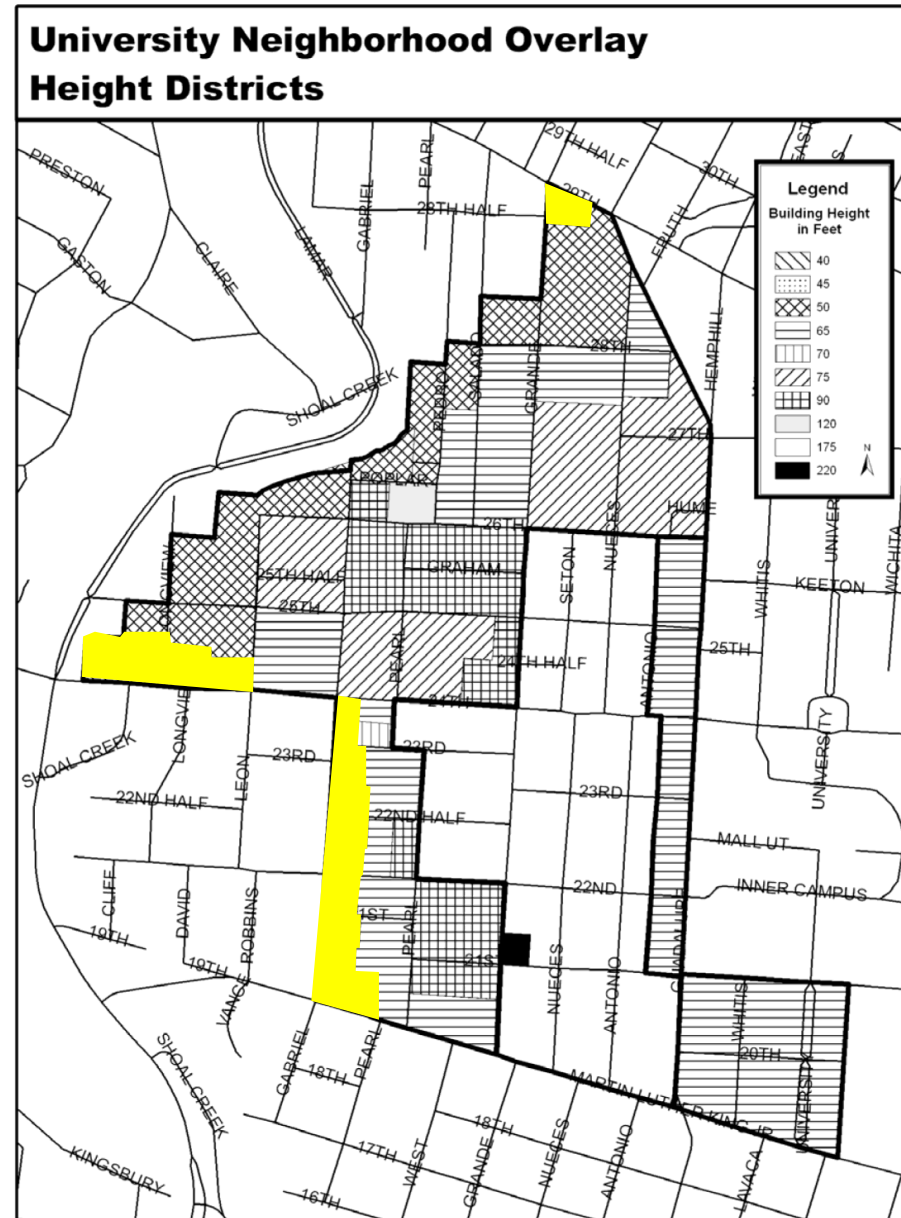 University Neighborhood Overlay
Height Districts
Legend
Building Height
in Feet
40
45
50
65
70
75
90
120
175
220
N
PRESTON
GASTON
CLAIRE
LAMAR
GABRIEL
PEARL
28TH HALF
29TH HALF
29TH
30TH
FRUTH
HEMPHILL
SHOAL CREEK
SALADO
PEDRO
GRANDE
28TH
27TH
POPLAR
26TH
HUME
NUECES
SETON
GRAHAM
LONGVIEW
25TH HALF
25TH
KEETON
WHITIS
WICHITA
25TH
ANTONIO
PEARL
24TH HALF
24TH
UNIVERSITY
SHOAL CREEK
LONGVIE
LEON
23RD
23RD
23RD
22ND HALF
22ND HALF
MALL UT
22ND
INNER CAMPUS
CLIFF
DAVID
ROBBINS
VANCE
19TH
19TH
1ST
PEARL
21ST
NUECES
ANTONIO
WHITIS
20TH
UNIVERSITY
SHOAL CREEK
GABRIEL
PEARL
18TH
MARTIN LUTHER KING JR
18TH
17TH
16TH
WEST
GRANDE
NUECES
ANTONIO
LAVACA
KINGSBURY